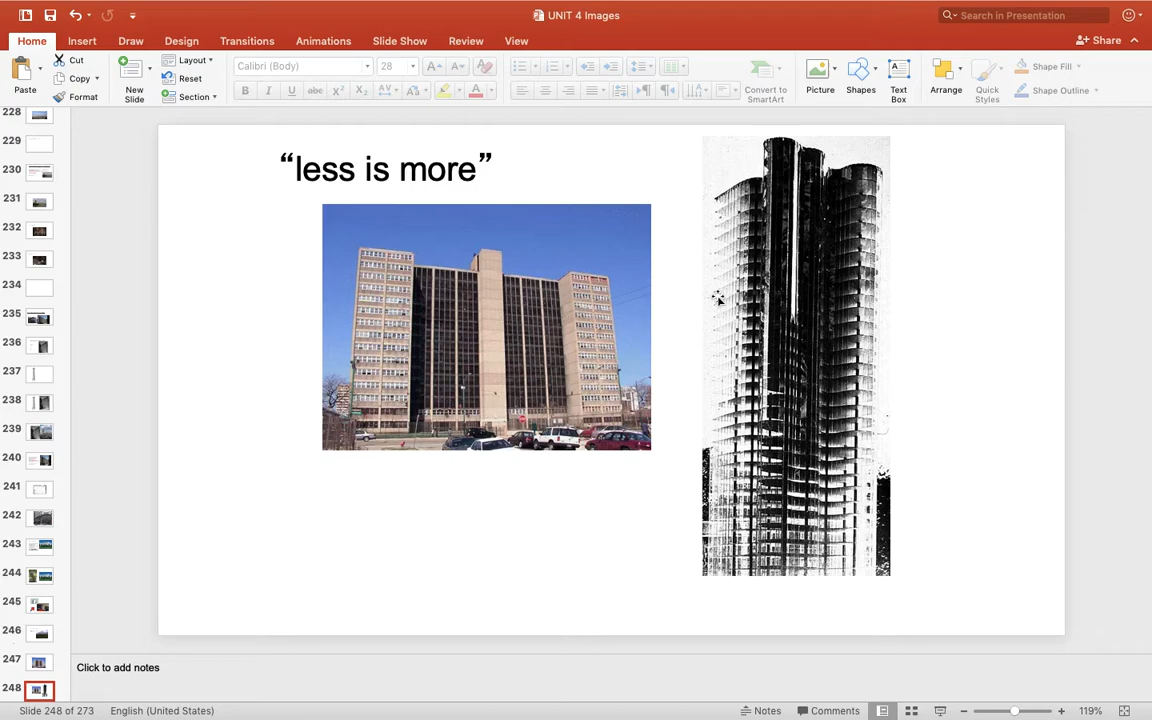 UNIT 4 Images
Search in Presentation
Home Insert Draw Design Transitions Animations Slide Show Review View
Share
Paste
Cut
Copy
Format
New Slide
Layout
Reset
Section
Calibri (Body) 28
Convert to SmartArt
Picture
Shapes
Text Box
Arrange
Quick Styles
Shape Fill
Shape Outline
228
229
230
231
232
233
234
235
236
237
238
239
240
241
242
243
244
245
246
247
248
“less is more”
Click to add notes
Slide 248 of 273 English (United States) Notes Comments 119%